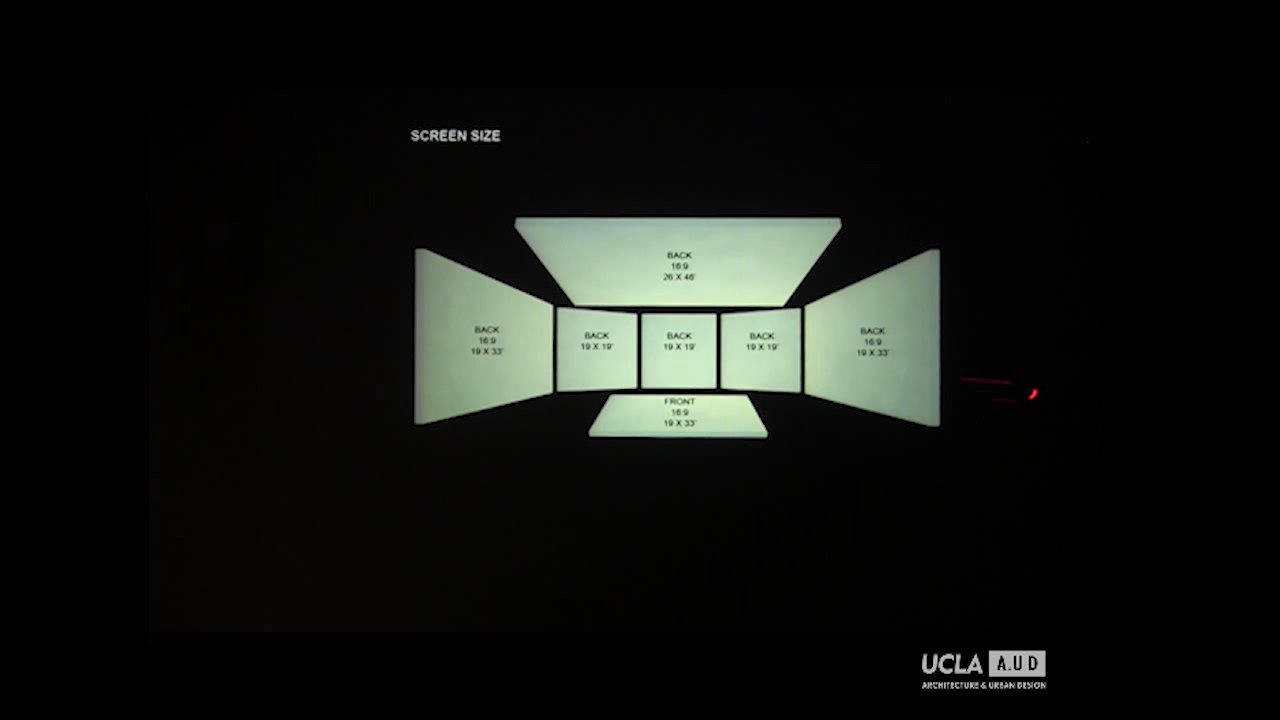 SCREEN SIZE
BACK
16:9
26 X 46'
BACK
16:9
19 X 33'
BACK
19 X 19'
BACK
19 X 19'
BACK
19 X 19'
BACK
16:9
19 X 33'
FRONT
16:9
19 X 33'
UCLA A.UD
ARCHITECTURE & URBAN DESIGN